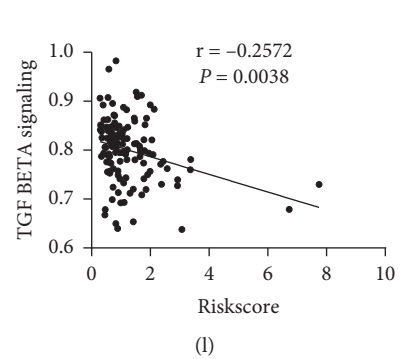 r = –0.2572
P = 0.0038
TGF BETA signaling
1.0
0.9
0.8
0.7
0.6
0
2
4
6
8
10
Riskscore
(l)